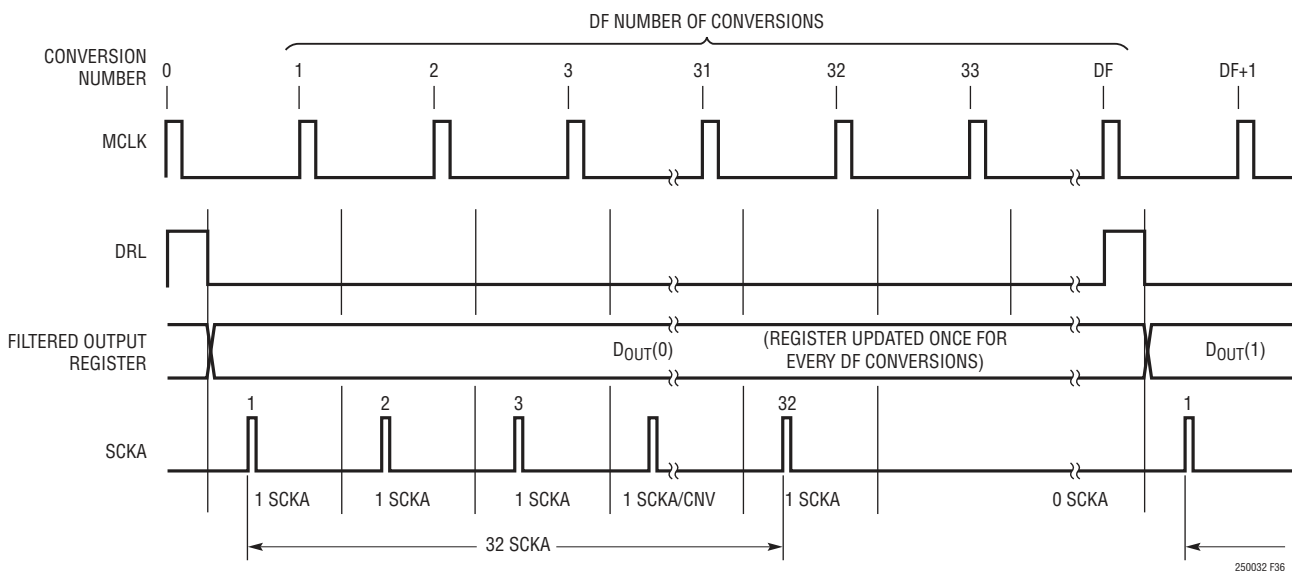 DF NUMBER OF CONVERSIONS
CONVERSION
NUMBER
0 1 2 3 31 32 33 DF DF+1
MCLK
DRL
FILTERED OUTPUT
REGISTER
DOUT(0)
(REGISTER UPDATED ONCE FOR
EVERY DF CONVERSIONS)
DOUT(1)
1 2 3 32 1
SCKA
1 SCKA 1 SCKA 1 SCKA 1 SCKA/CNV 1 SCKA 0 SCKA
32 SCKA
250032 F36